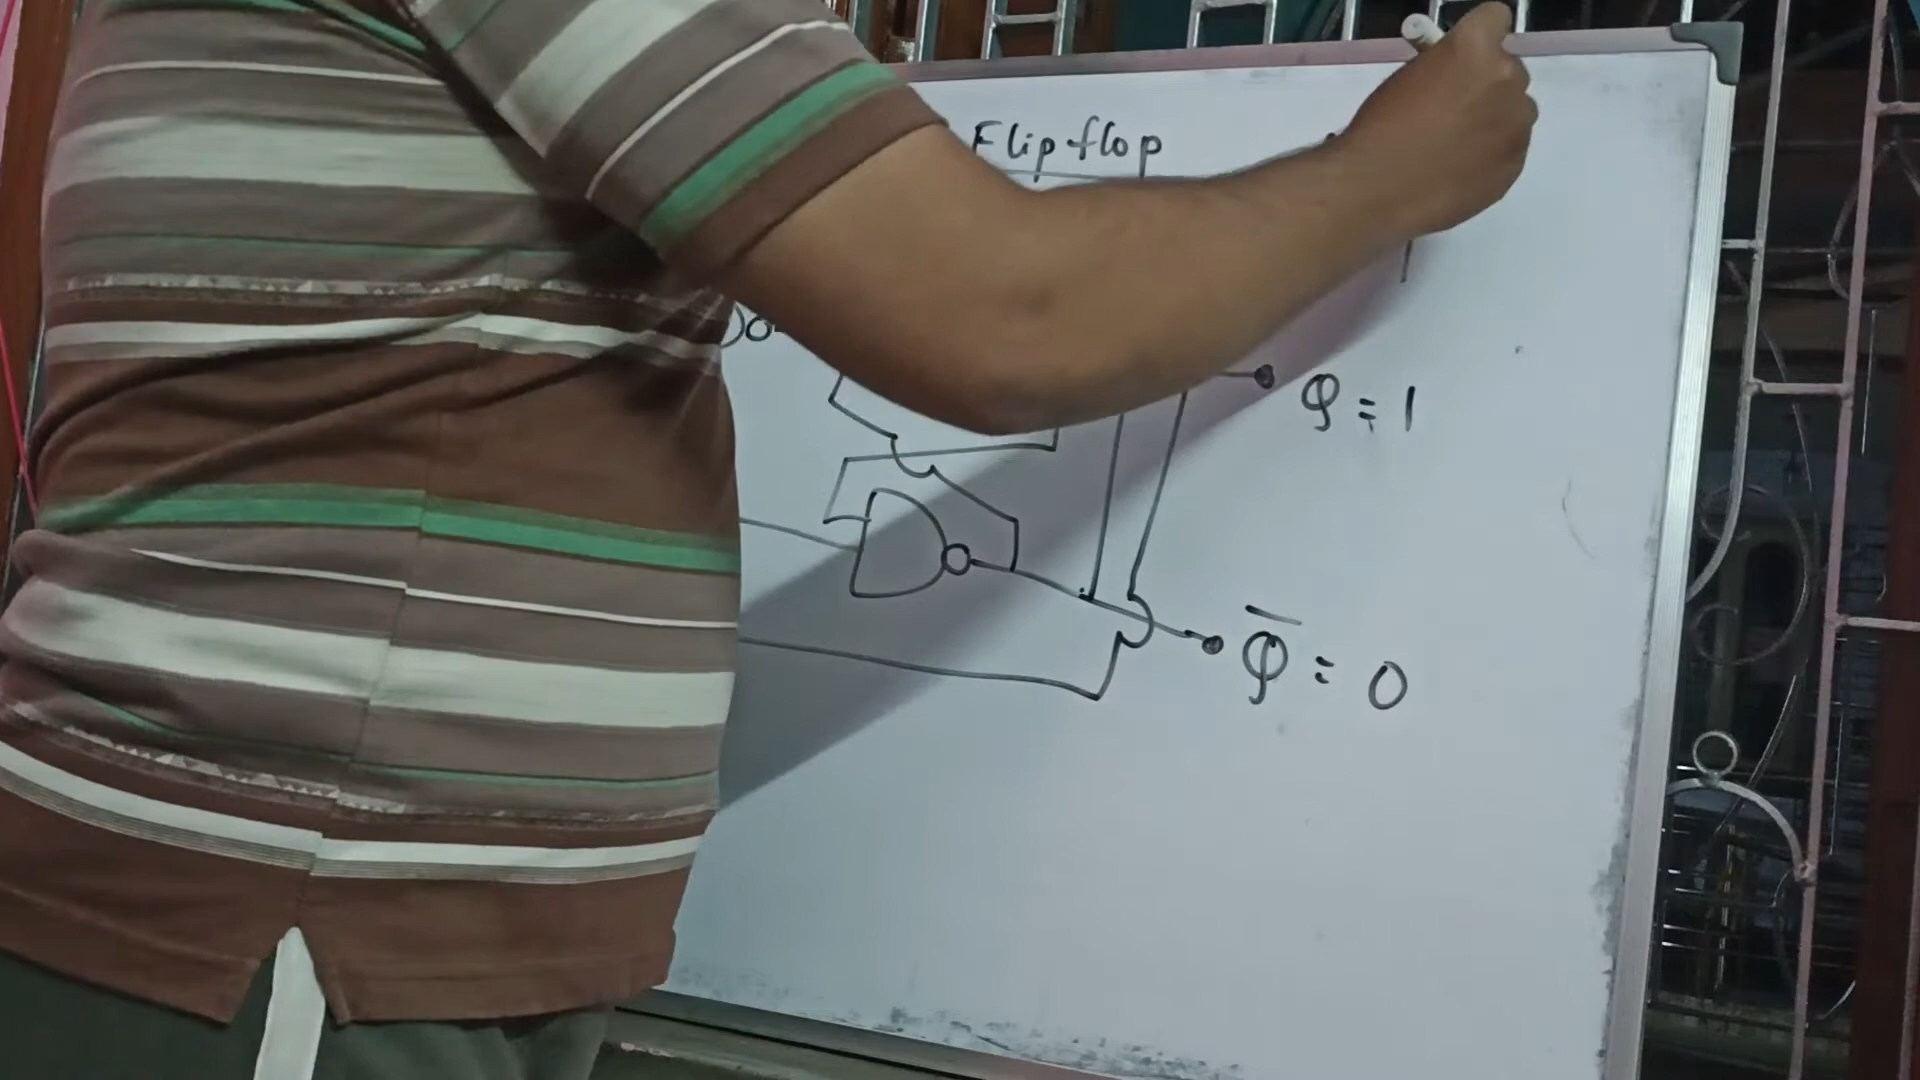 Flip flop
Q = 1
Q̅ = 0